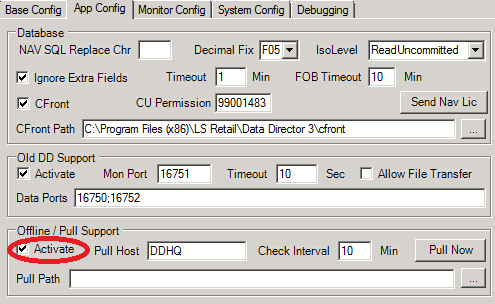 Base Config App Config Monitor Config System Config Debugging
Database
NAV SQL Replace Chr Decimal Fix F05 IsoLevel ReadUncommitted
Ignore Extra Fields Timeout 1 Min FOB Timeout 10 Min
CFront CU Permission 99001483 Send Nav Lic
CFront Path C:\Program Files (x86)\LS Retail\Data Director 3\cfront ...
Old DD Support
Activate Mon Port 16751 Timeout 10 Sec Allow File Transfer
Data Ports 16750;16752
Offline / Pull Support
Activate Pull Host DDHQ Check Interval 10 Min Pull Now
Pull Path ...